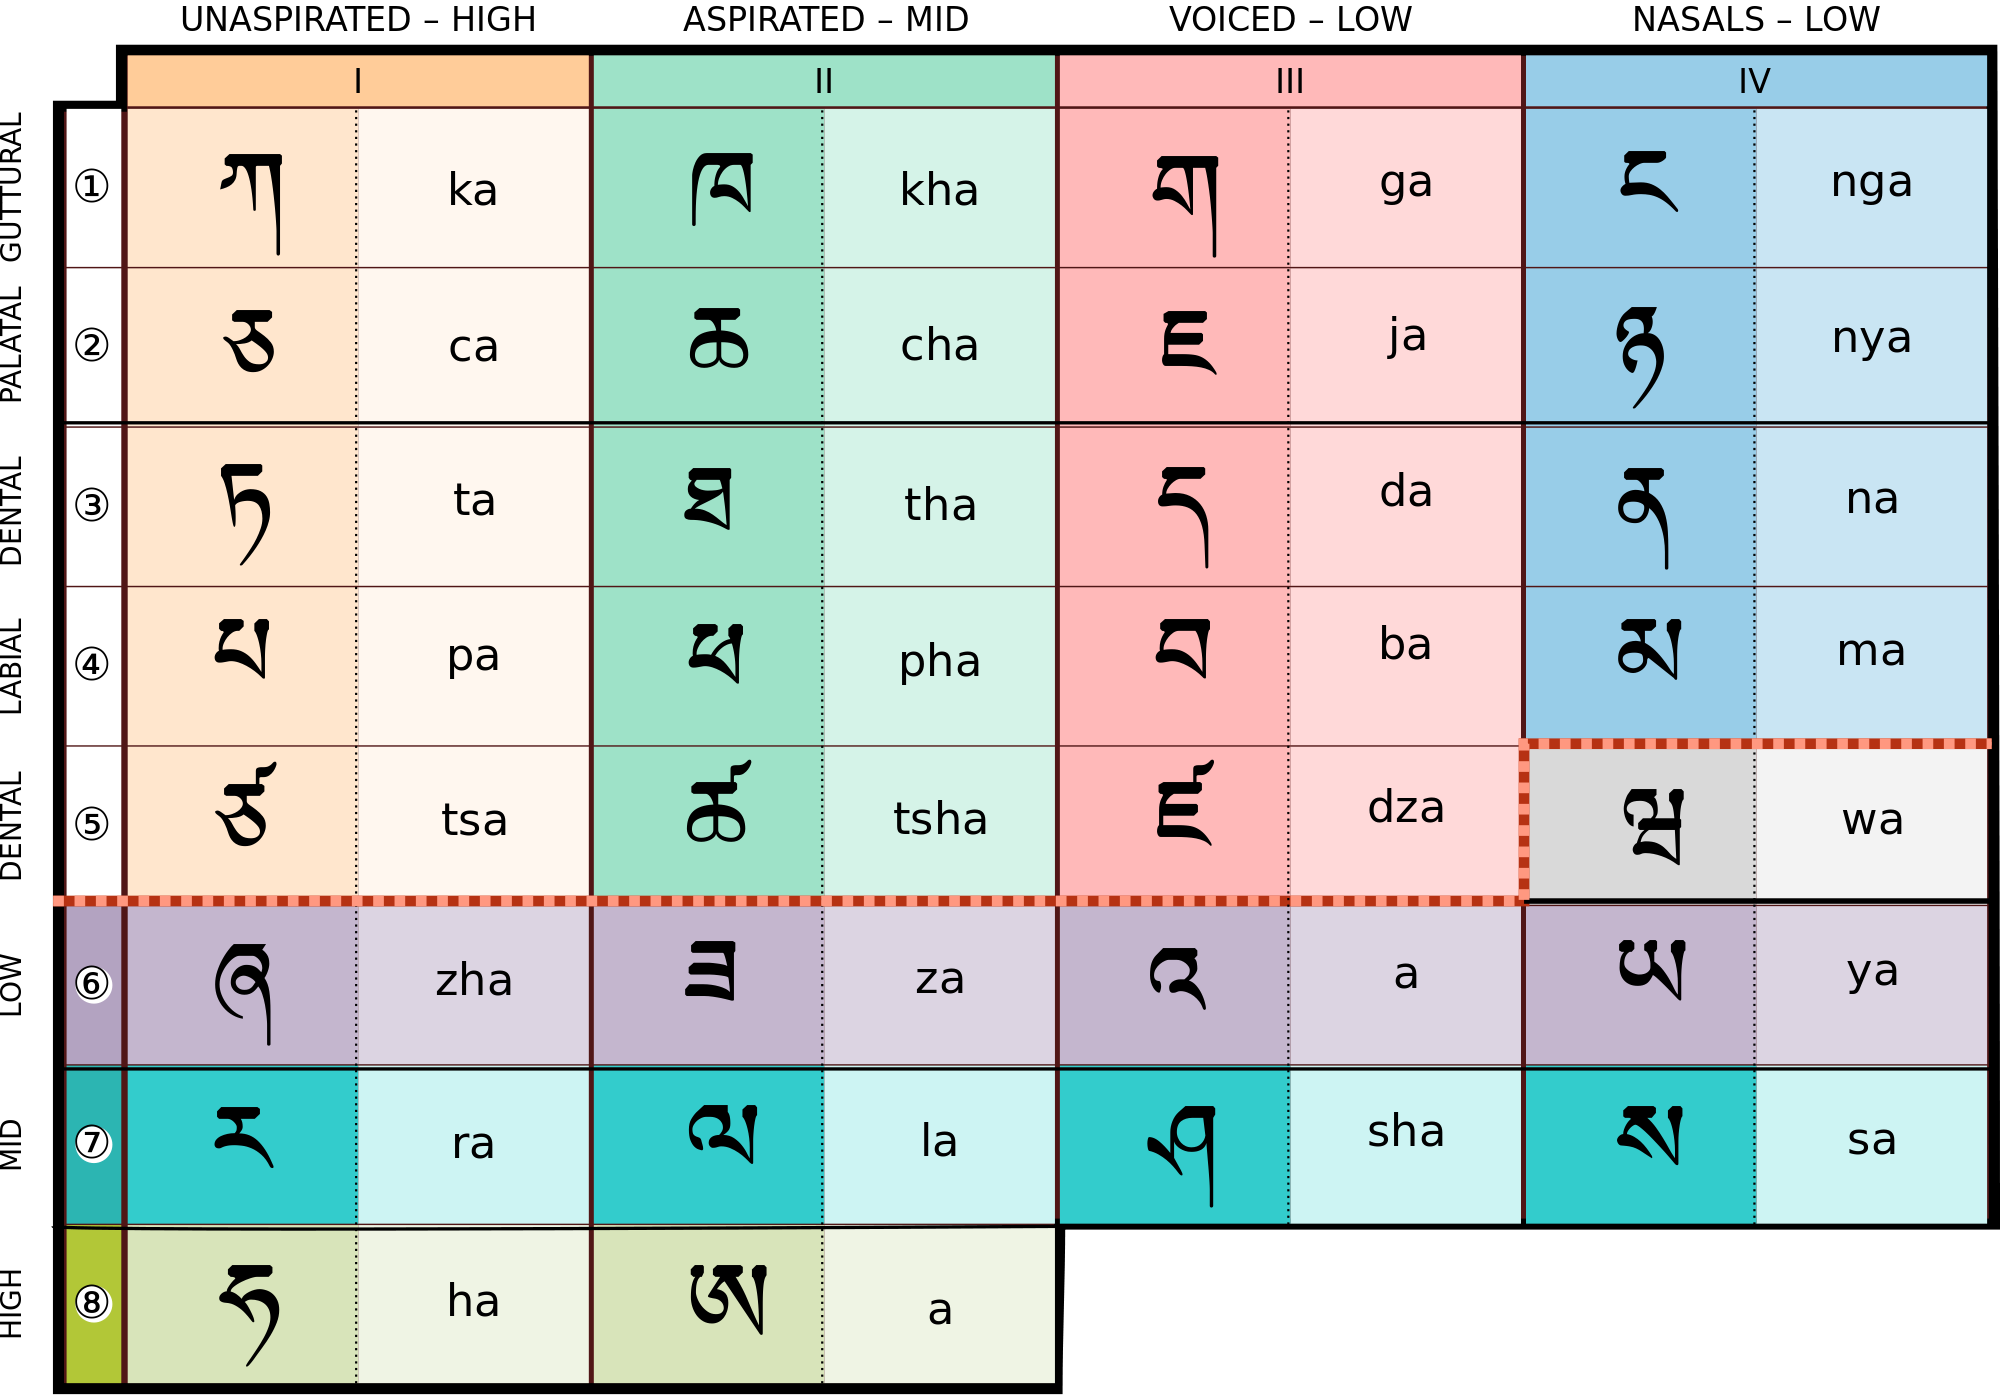 UNASPIRATED – HIGH ASPIRATED – MID VOICED – LOW NASALS – LOW
I II III IV
GUTTURAL ① ཀ ka ཁ kha ག ga ང nga
PALATAL ② ཅ ca ཆ cha ཇ ja ཉ nya
DENTAL ③ ཏ ta ཐ tha ད da ན na
LABIAL ④ པ pa ཕ pha བ ba མ ma
DENTAL ⑤ ཙ tsa ཚ tsha ཛ dza ཝ wa
LOW ⑥ ཞ zha ཟ za འ a ཡ ya
MID ⑦ ར ra ལ la ཤ sha ས sa
HIGH ⑧ ཧ ha ཨ a